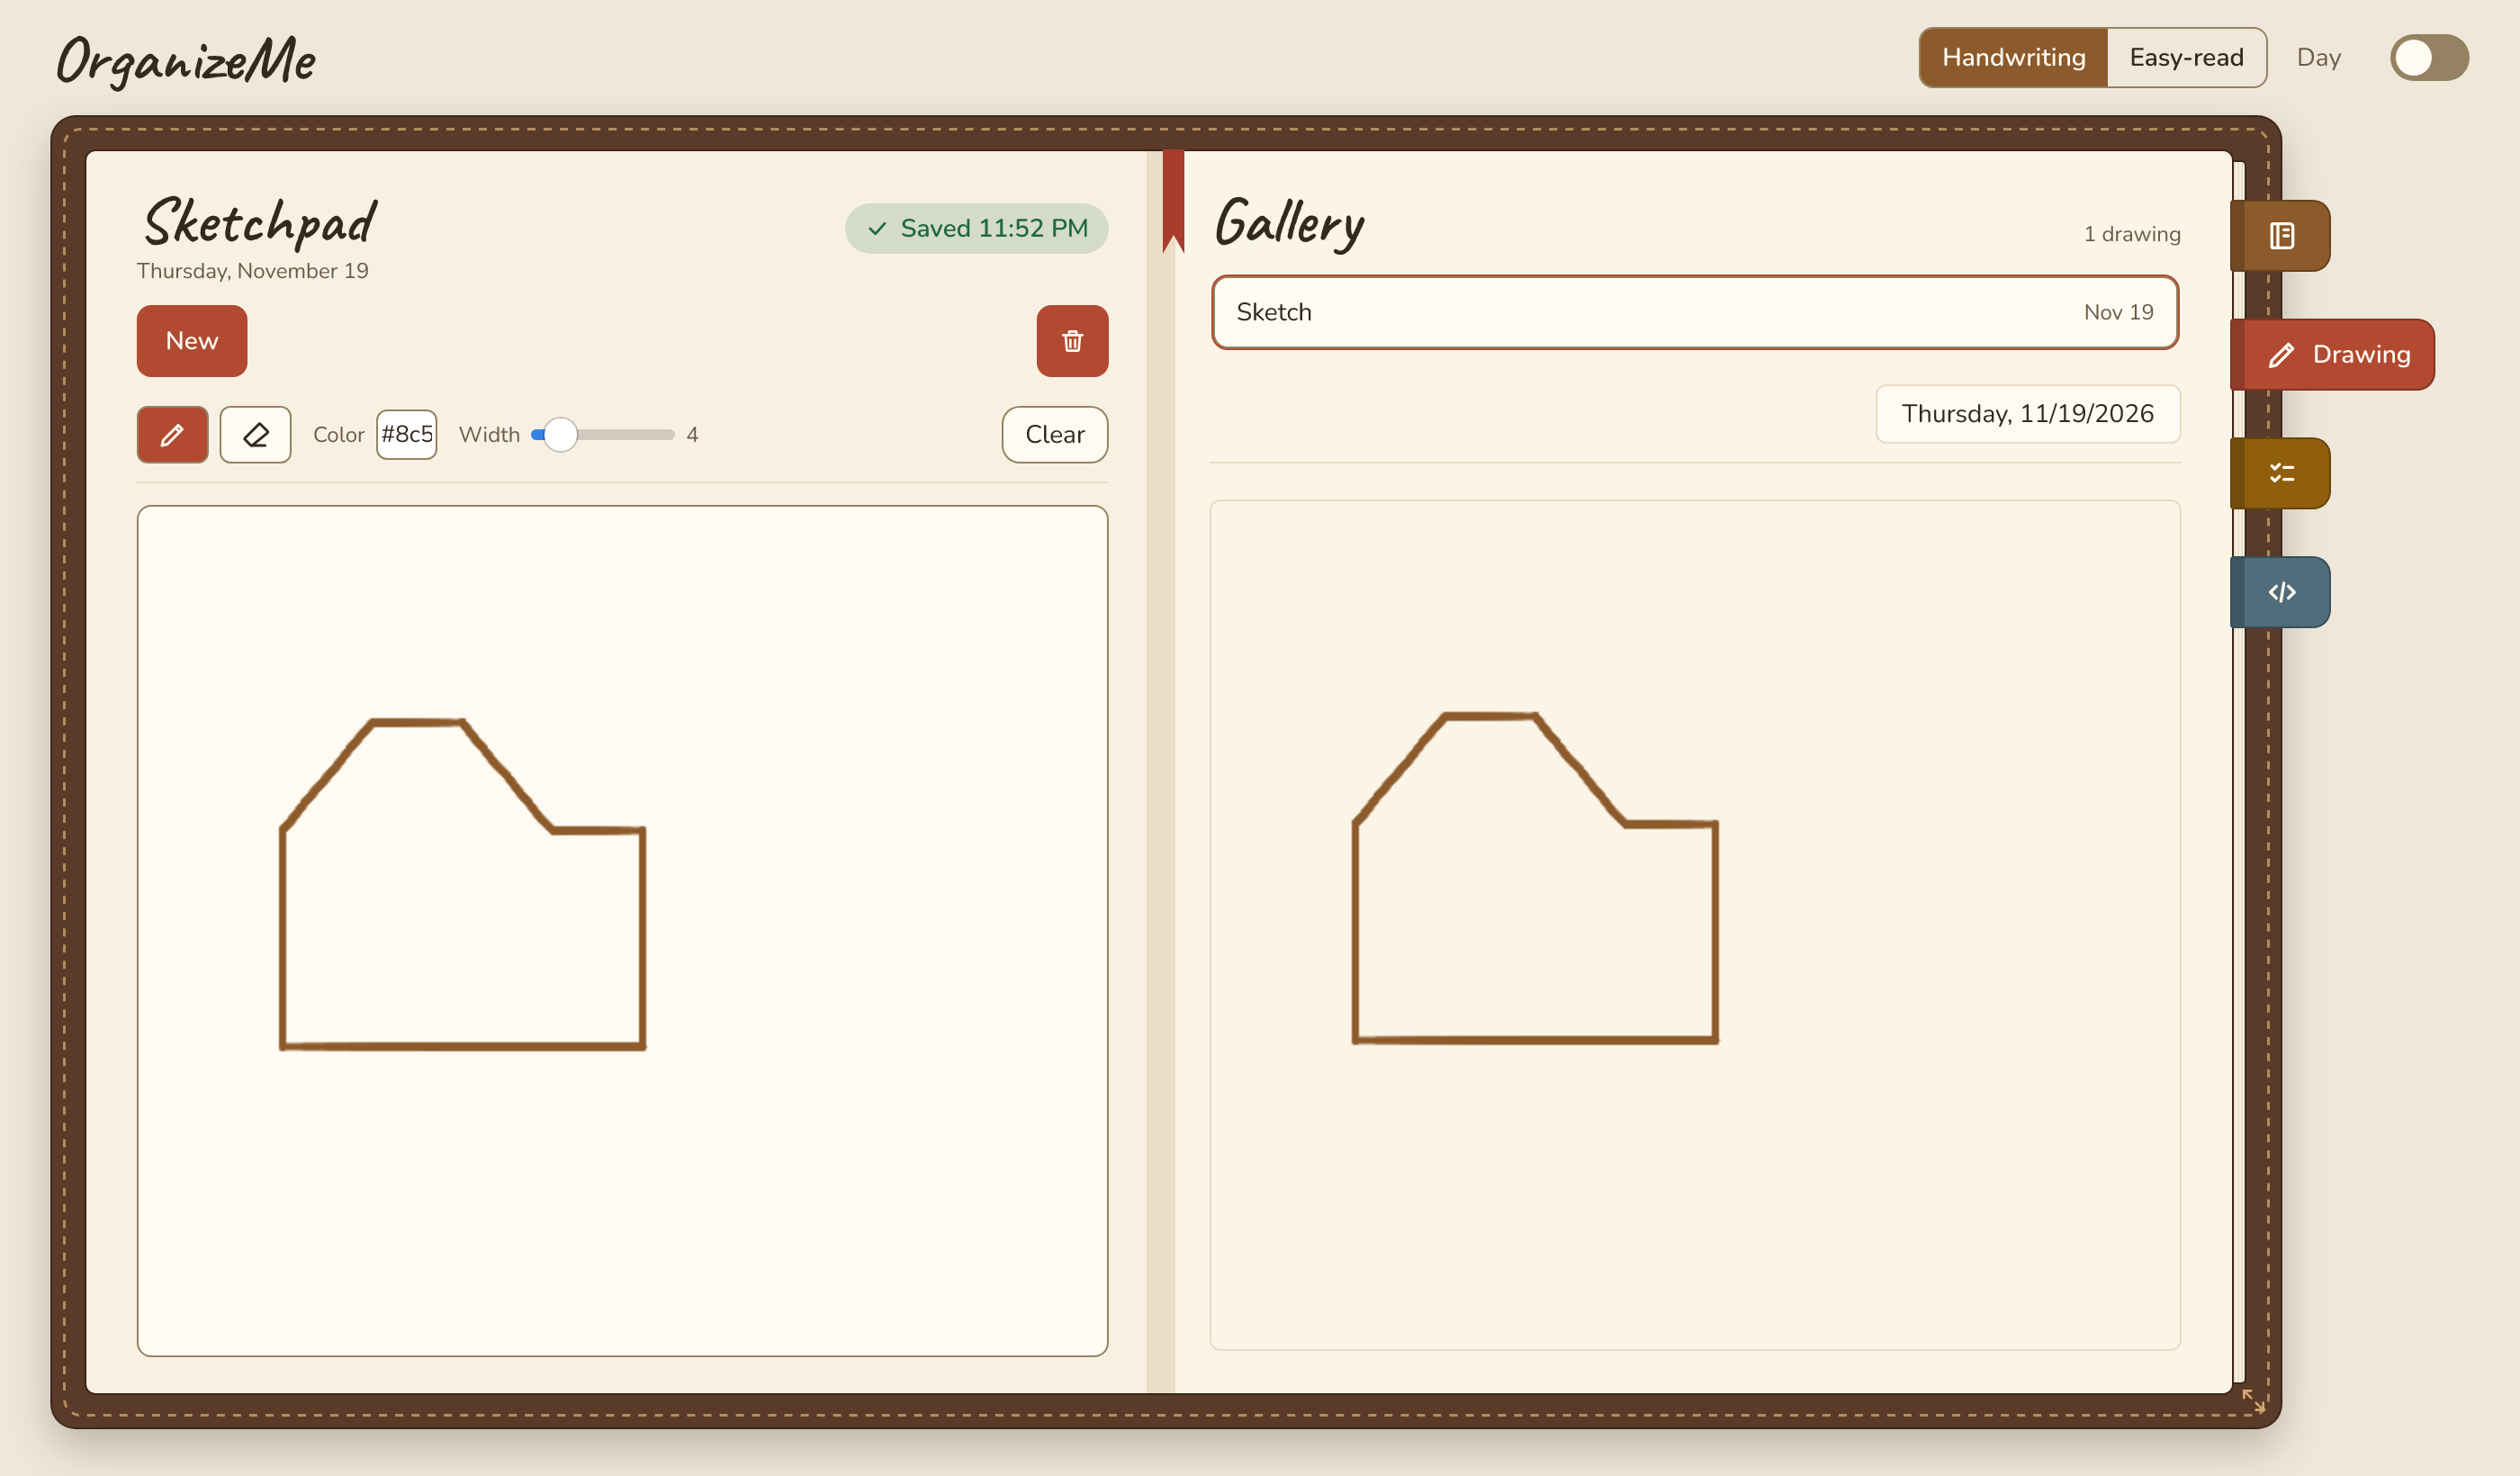 OrganizeMe
Handwriting
Easy-read
Day
Sketchpad
Saved 11:52 PM
Thursday, November 19
New
Color #8c5
Width 4
Clear
Gallery
1 drawing
Sketch
Nov 19
Thursday, 11/19/2026
Drawing